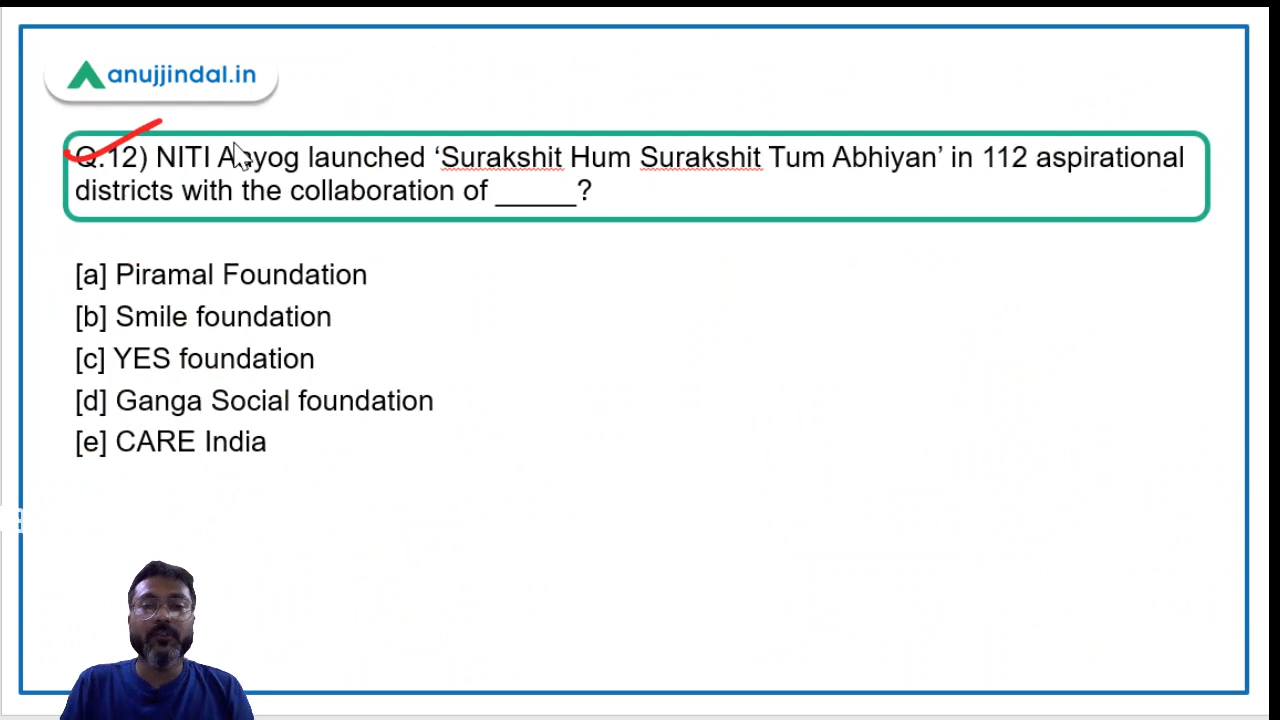 anujjindal.in
Q.12) NITI Aayog launched ‘Surakshit Hum Surakshit Tum Abhiyan’ in 112 aspirational
districts with the collaboration of _____?
[a] Piramal Foundation
[b] Smile foundation
[c] YES foundation
[d] Ganga Social foundation
[e] CARE India